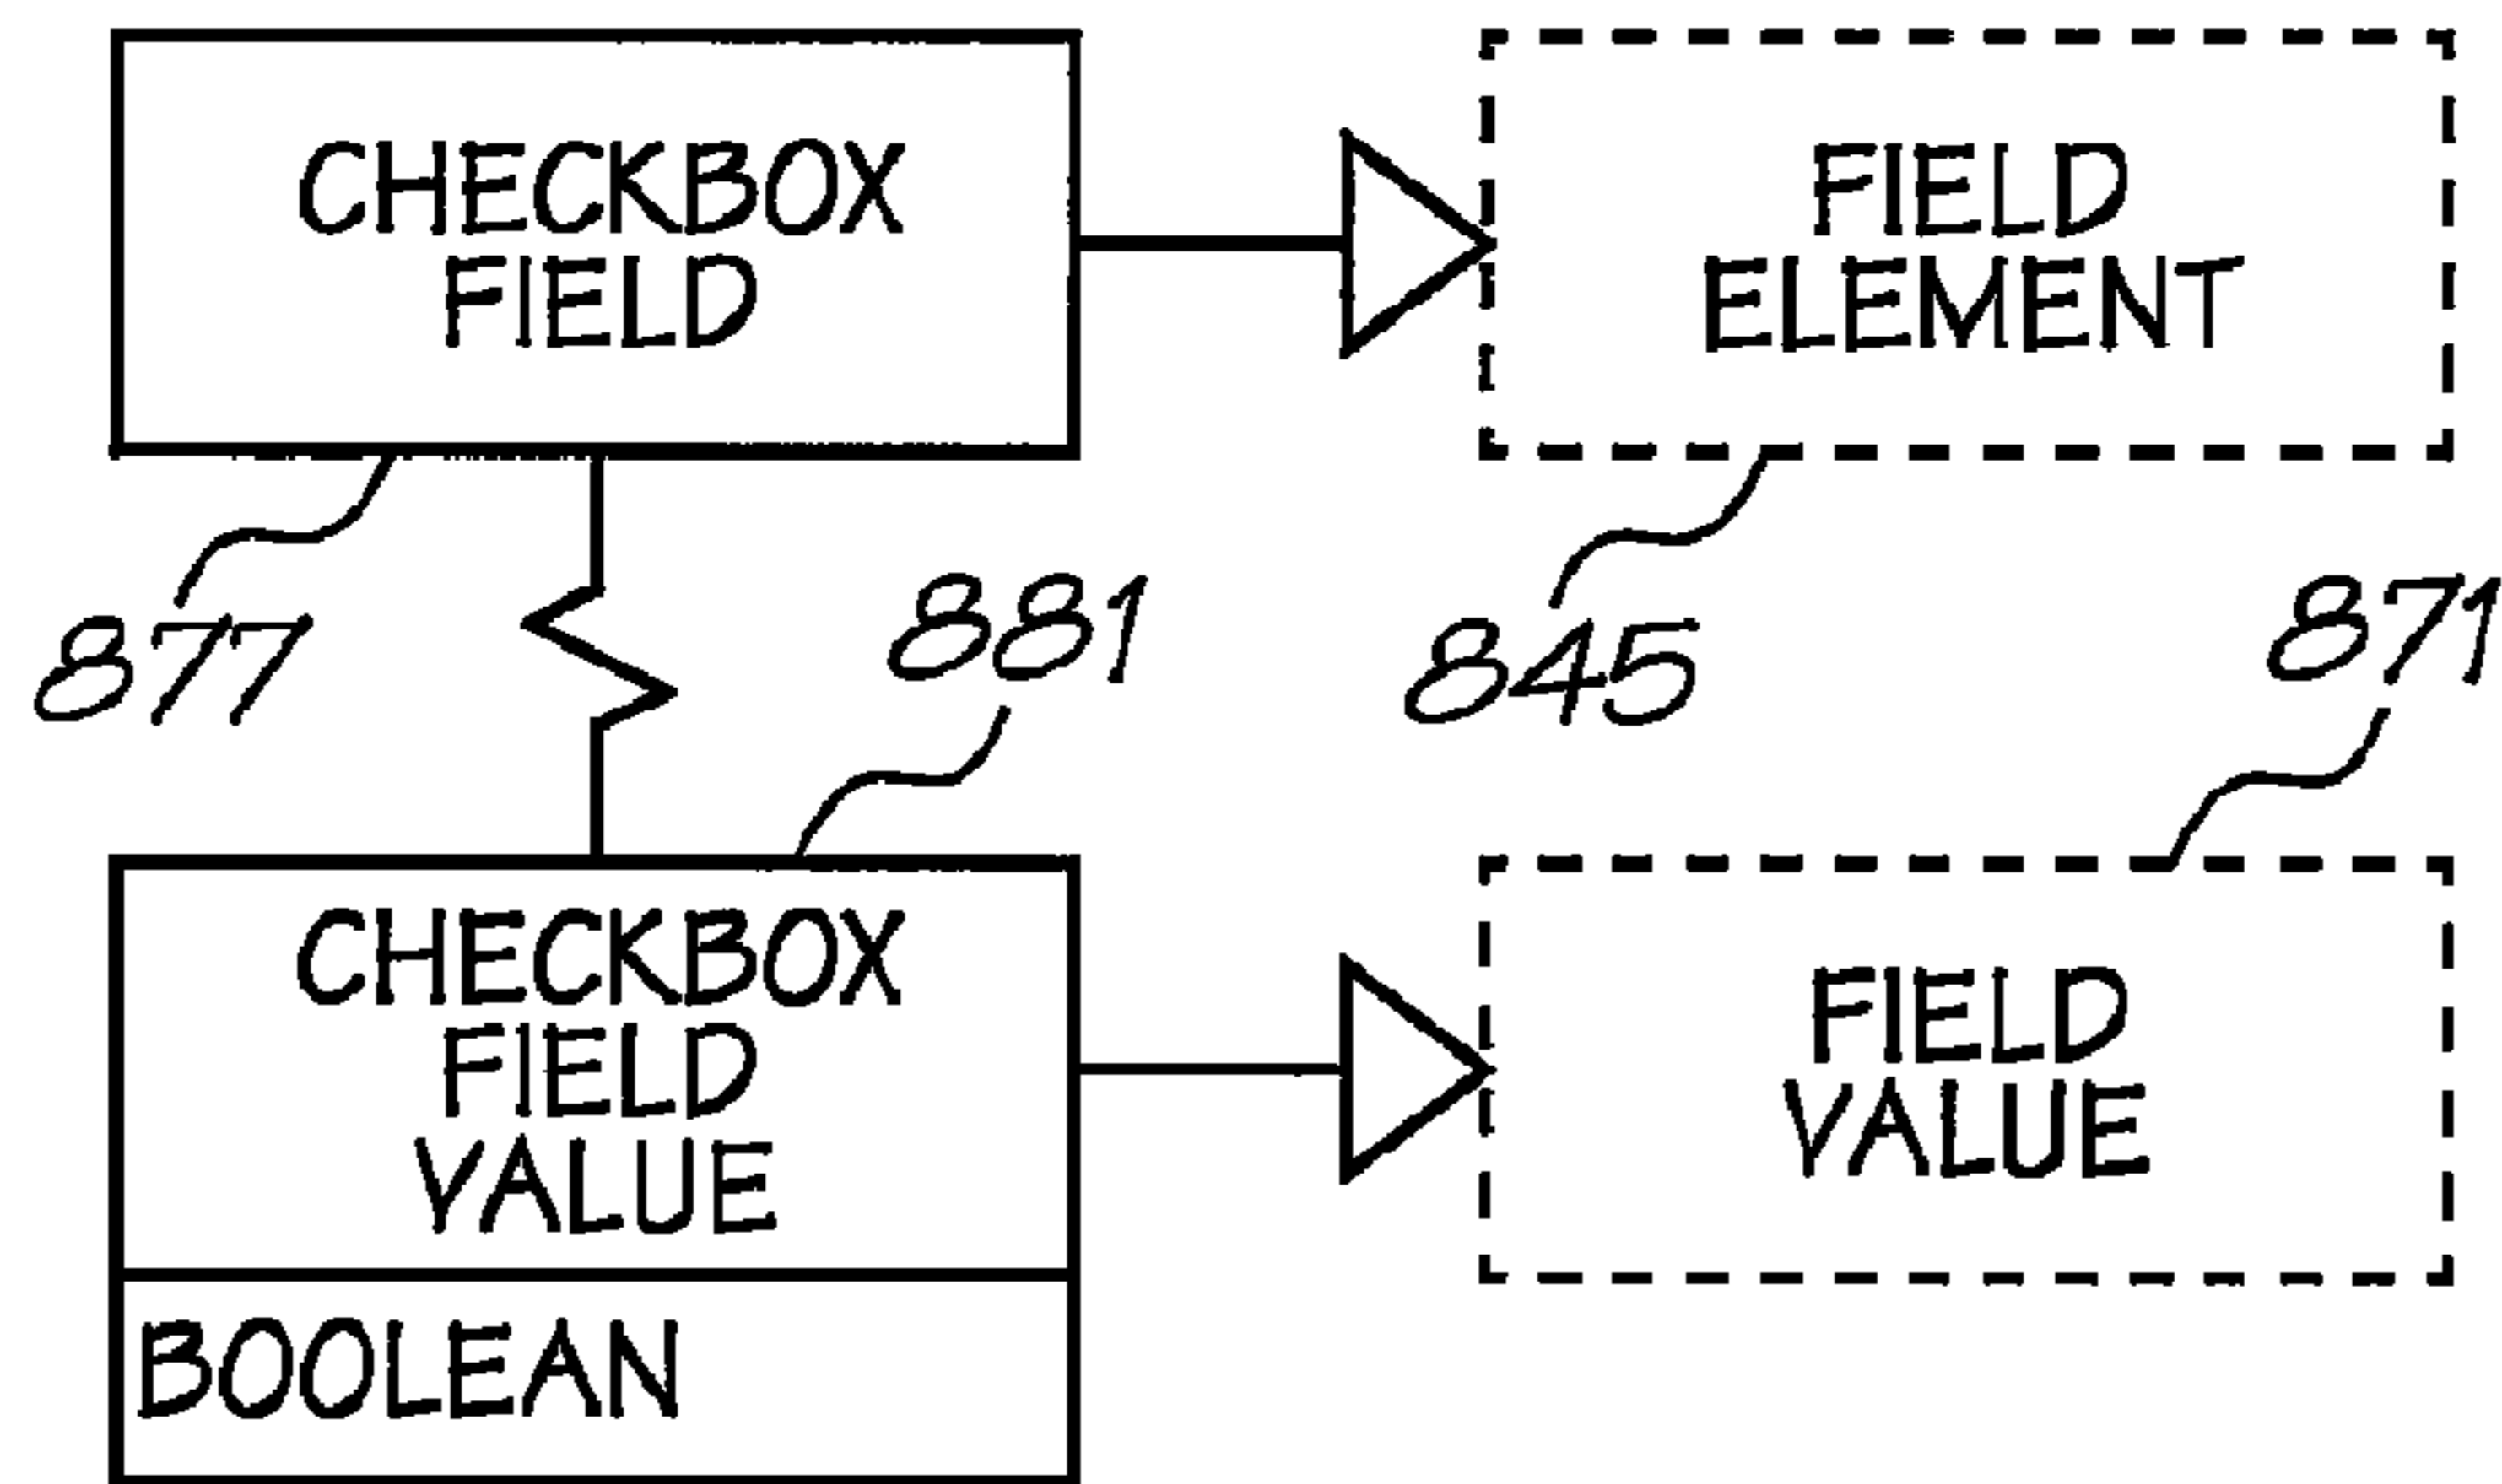 CHECKBOX
FIELD
FIELD
ELEMENT
877
881
845
871
CHECKBOX
FIELD
VALUE
FIELD
VALUE
BOOLEAN